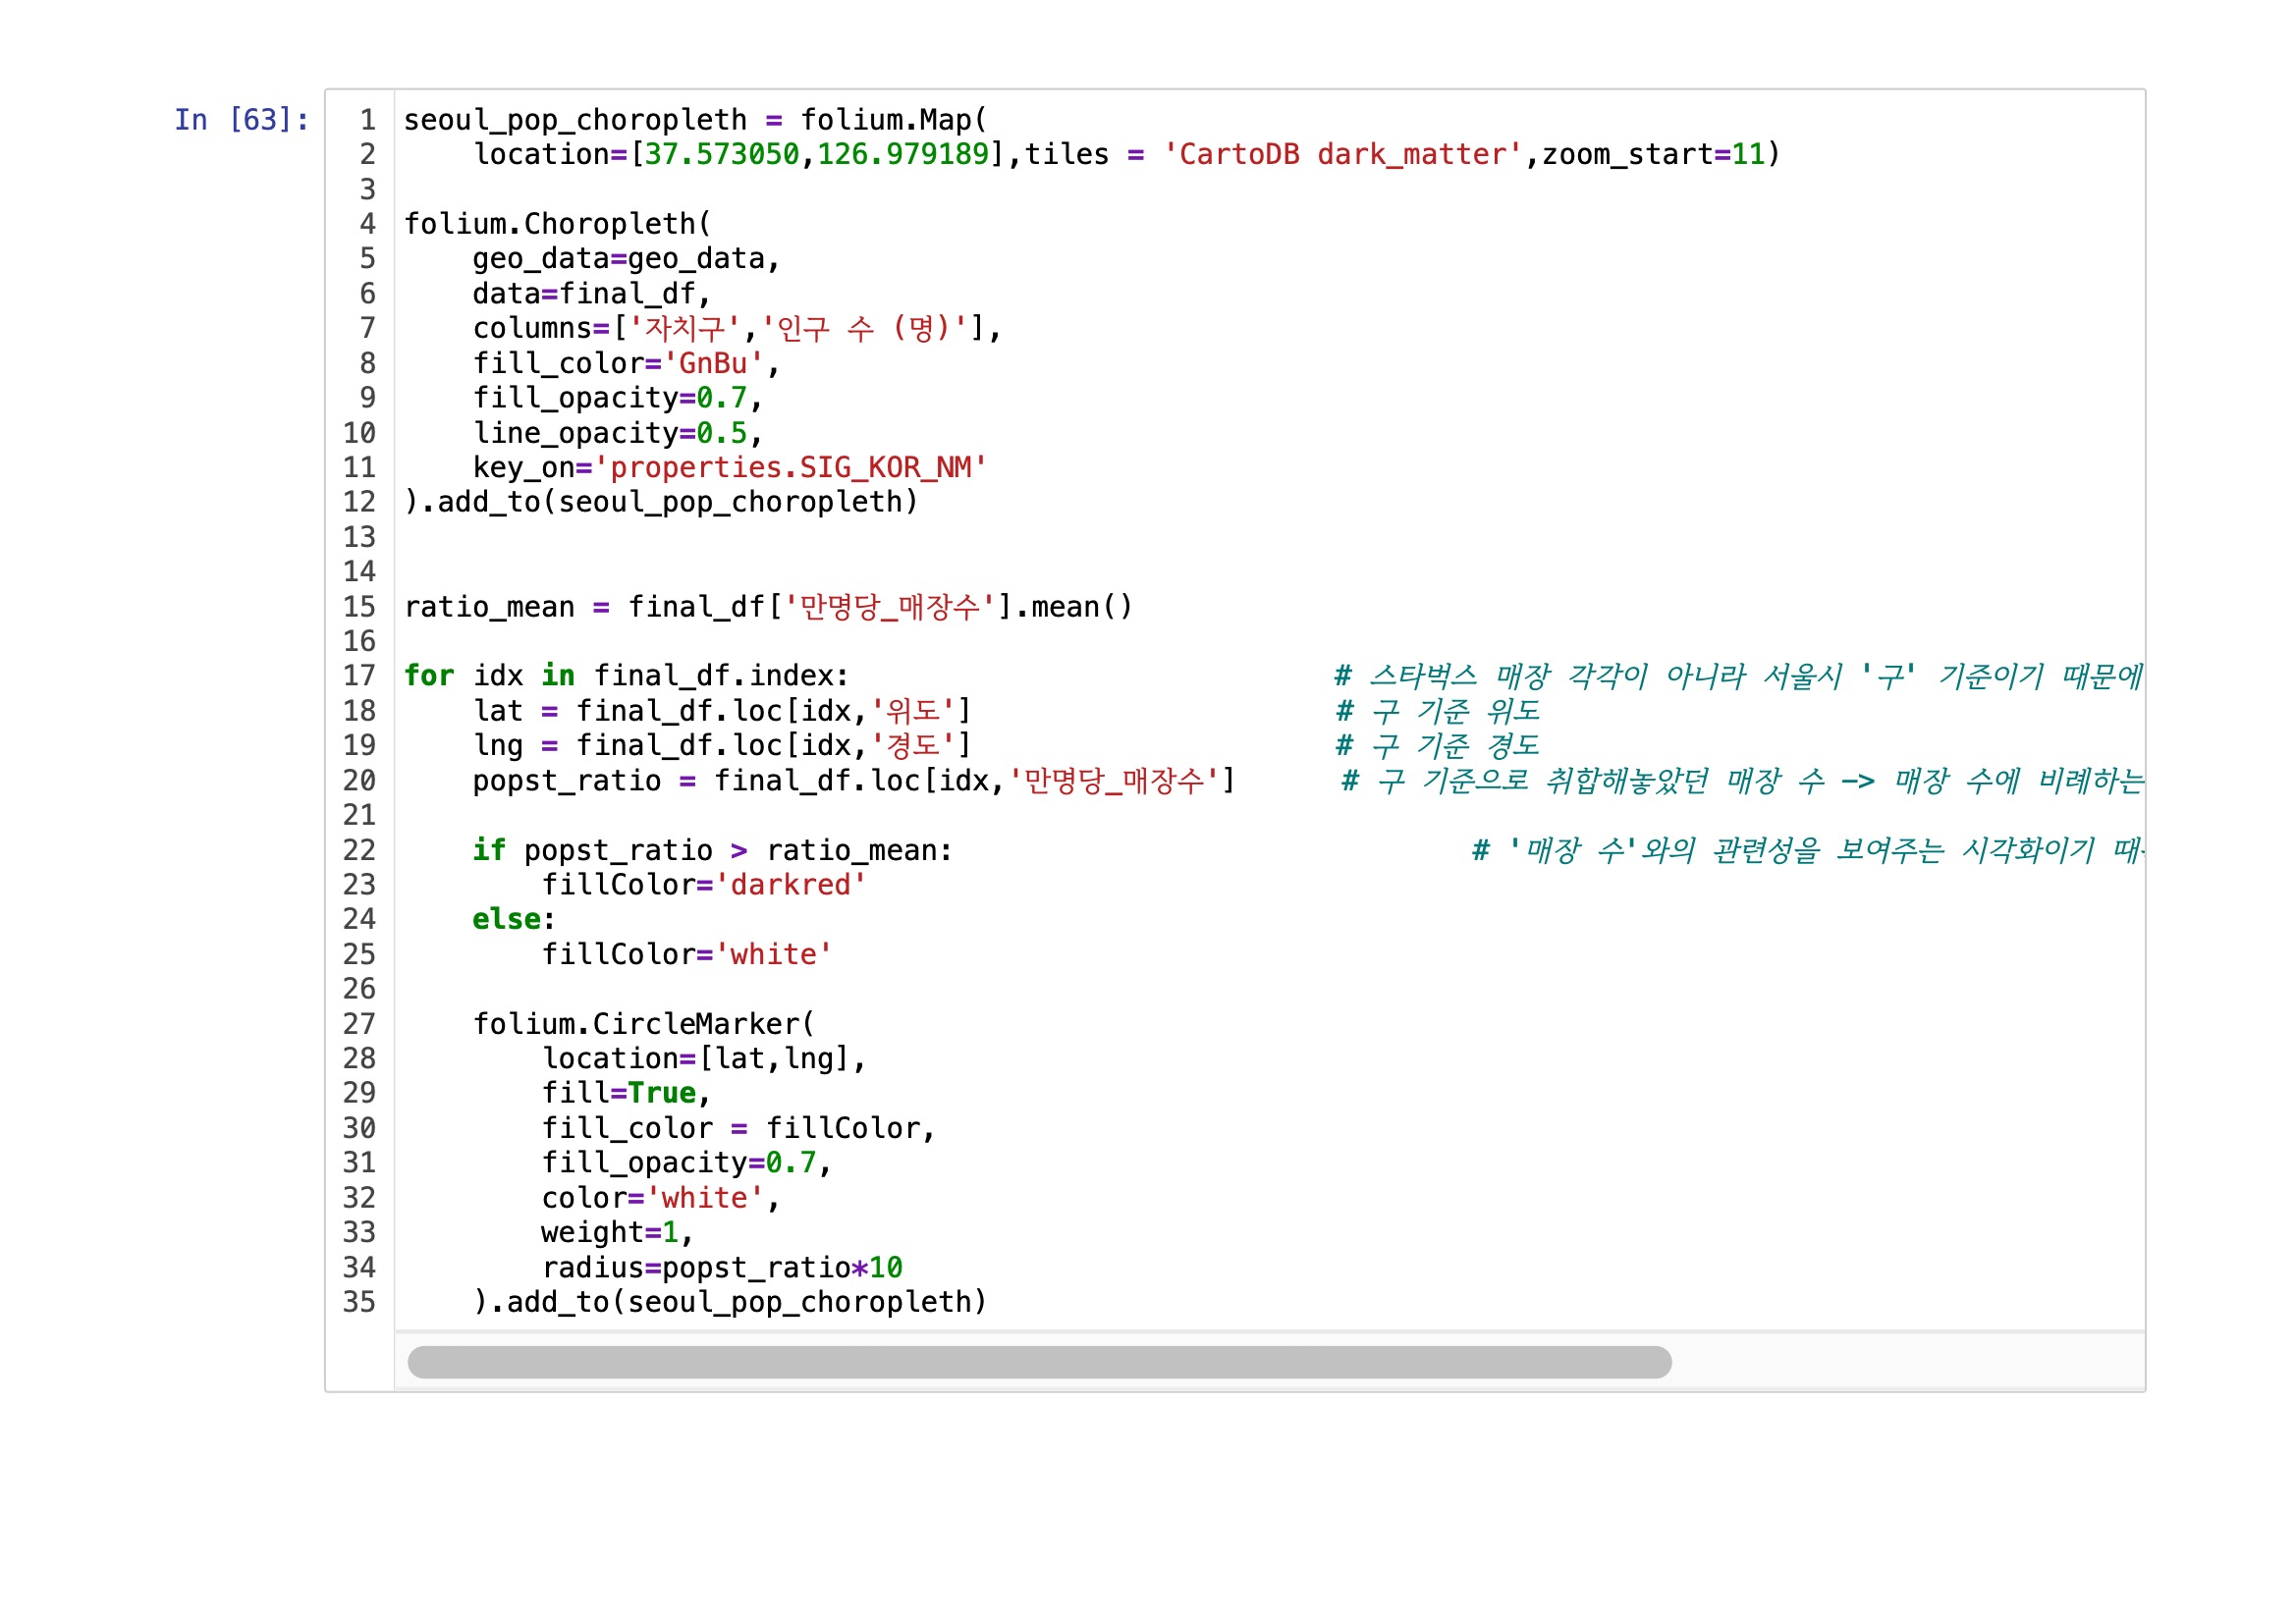 In [63]:
1 seoul_pop_choropleth = folium.Map(
2     location=[37.573050,126.979189],tiles = 'CartoDB dark_matter',zoom_start=11)
3
4 folium.Choropleth(
5     geo_data=geo_data,
6     data=final_df,
7     columns=['자치구','인구 수 (명)'],
8     fill_color='GnBu',
9     fill_opacity=0.7,
10     line_opacity=0.5,
11     key_on='properties.SIG_KOR_NM'
12 ).add_to(seoul_pop_choropleth)
13
14
15 ratio_mean = final_df['만명당_매장수'].mean()
16
17 for idx in final_df.index:                            # 스타벅스 매장 각각이 아니라 서울시 '구' 기준이기 때문에
18     lat = final_df.loc[idx,'위도']                     # 구 기준 위도
19     lng = final_df.loc[idx,'경도']                     # 구 기준 경도
20     popst_ratio = final_df.loc[idx,'만명당_매장수']      # 구 기준으로 취합해놓았던 매장 수 —> 매장 수에 비례하는
21
22     if popst_ratio > ratio_mean:                              # '매장 수'와의 관련성을 보여주는 시각화이기
23         fillColor='darkred'
24     else:
25         fillColor='white'
26
27     folium.CircleMarker(
28         location=[lat,lng],
29         fill=True,
30         fill_color = fillColor,
31         fill_opacity=0.7,
32         color='white',
33         weight=1,
34         radius=popst_ratio*10
35     ).add_to(seoul_pop_choropleth)